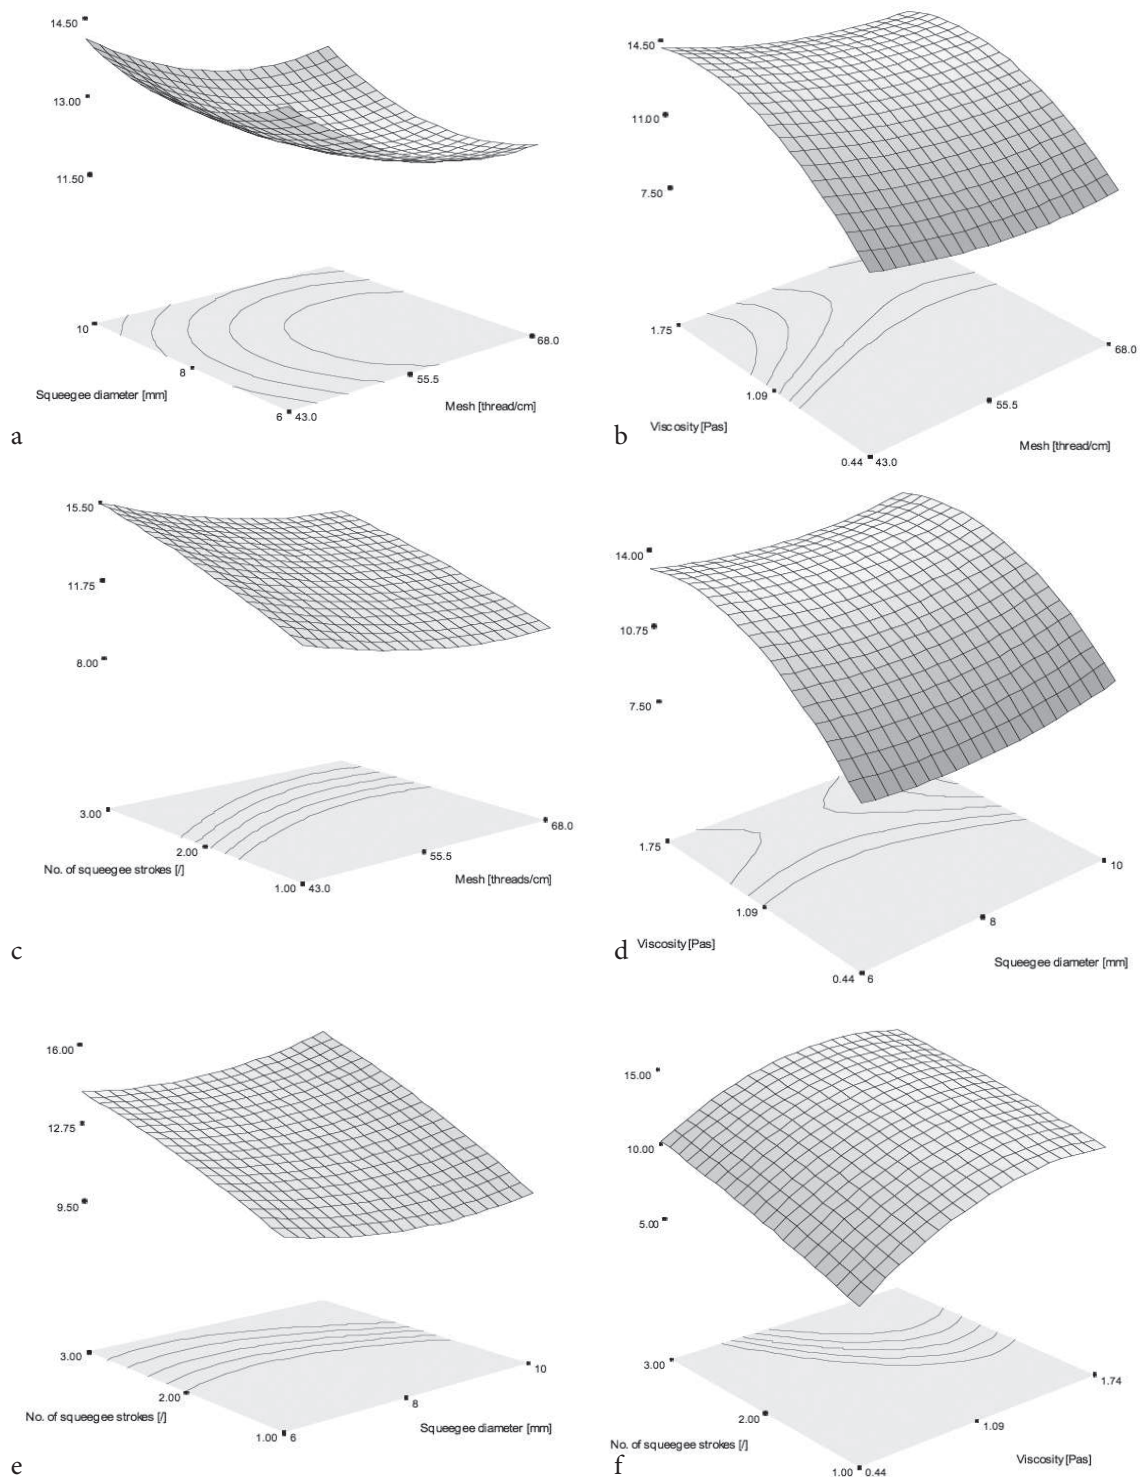 14.50
13.00
11.50
10
8
6 43.0
55.5
68.0
Squeegee diameter [mm]
Mesh [thread/cm]
a
14.50
11.00
7.50
1.75
1.09
0.44 43.0
55.5
68.0
Viscosity [Pas]
Mesh [thread/cm]
b
15.50
11.75
8.00
3.00
2.00
1.00 43.0
55.5
68.0
No. of squeegee strokes [/]
Mesh [threads/cm]
c
14.00
10.75
7.50
1.75
1.09
0.44 6
8
10
Viscosity [Pas]
Squeegee diameter [mm]
d
16.00
12.75
9.50
3.00
2.00
1.00 6
8
10
No. of squeegee strokes [/]
Squeegee diameter [mm]
e
15.00
10.00
5.00
3.00
2.00
1.00 0.44
1.09
1.74
No. of squeegee strokes [/]
Viscosity [Pas]
f